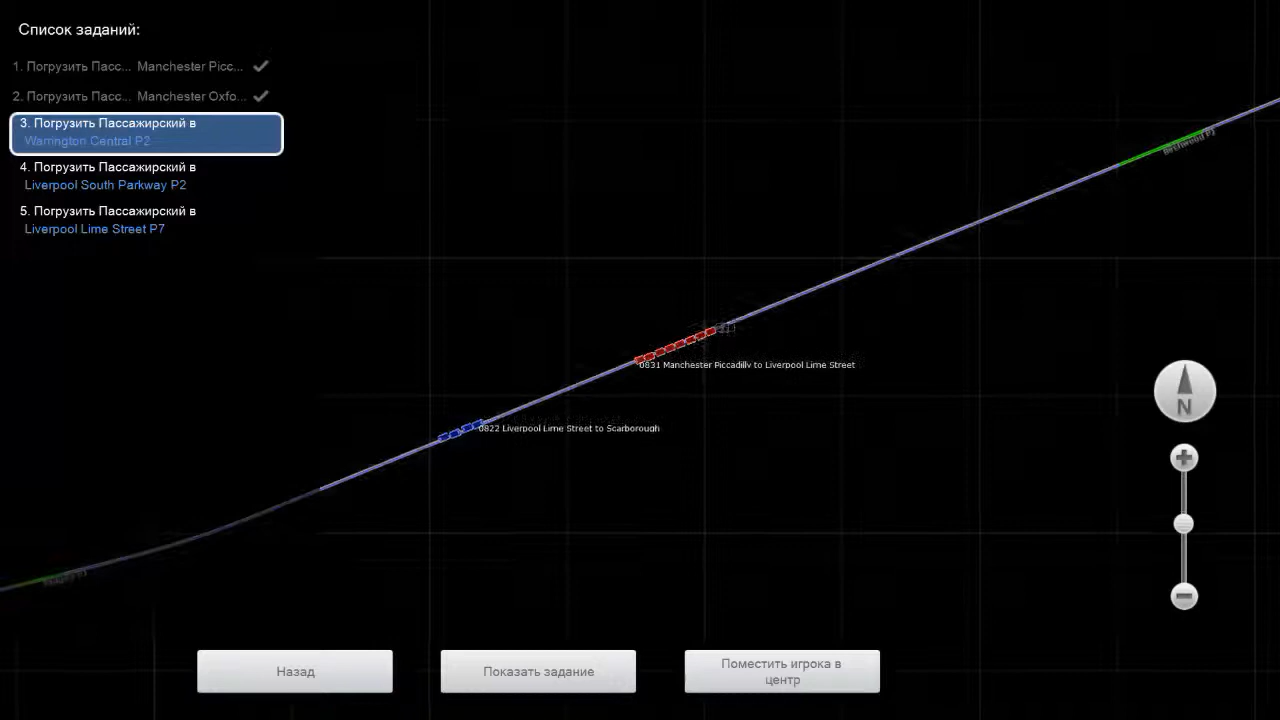 Список заданий:
1. Погрузить Пасс... Manchester Picc...
2. Погрузить Пасс... Manchester Oxfo...
3. Погрузить Пассажирский в
Warrington Central P2
4. Погрузить Пассажирский в
Liverpool South Parkway P2
5. Погрузить Пассажирский в
Liverpool Lime Street P7
Birchwood P1
0831 Manchester Piccadilly to Liverpool Lime Street
0822 Liverpool Lime Street to Scarborough
N
Назад
Показать задание
Поместить игрока в
центр